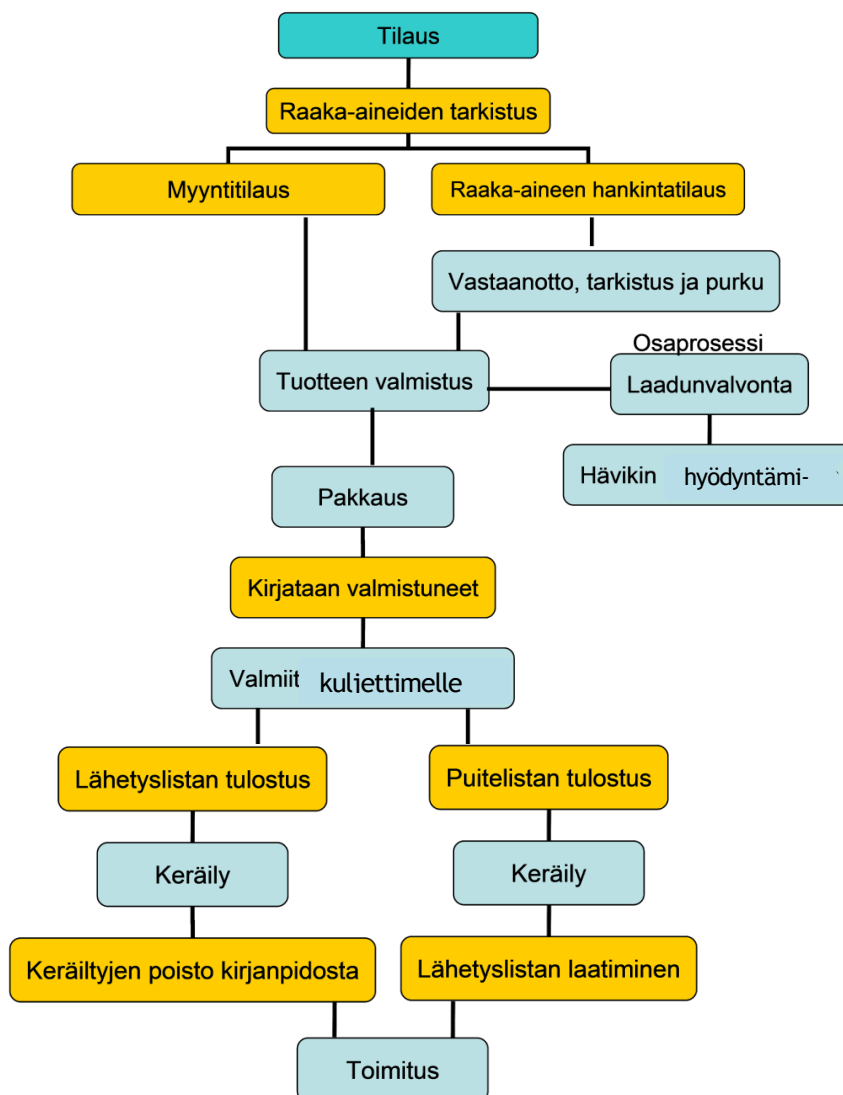 Tilaus
Raaka-aineiden tarkistus
Myyntitilaus
Raaka-aineen hankintatilaus
Vastaanotto, tarkistus ja purku
Osaprosessi
Tuotteen valmistus
Laadunvalvonta
Hävikin hyödyntämi-
Pakkaus
Kirjataan valmistuneet
Valmiit kuljettimelle
Lähetyslistan tulostus
Puitelistan tulostus
Keräily
Keräily
Keräiltyjen poisto kirjanpidosta
Lähetyslistan laatiminen
Toimitus